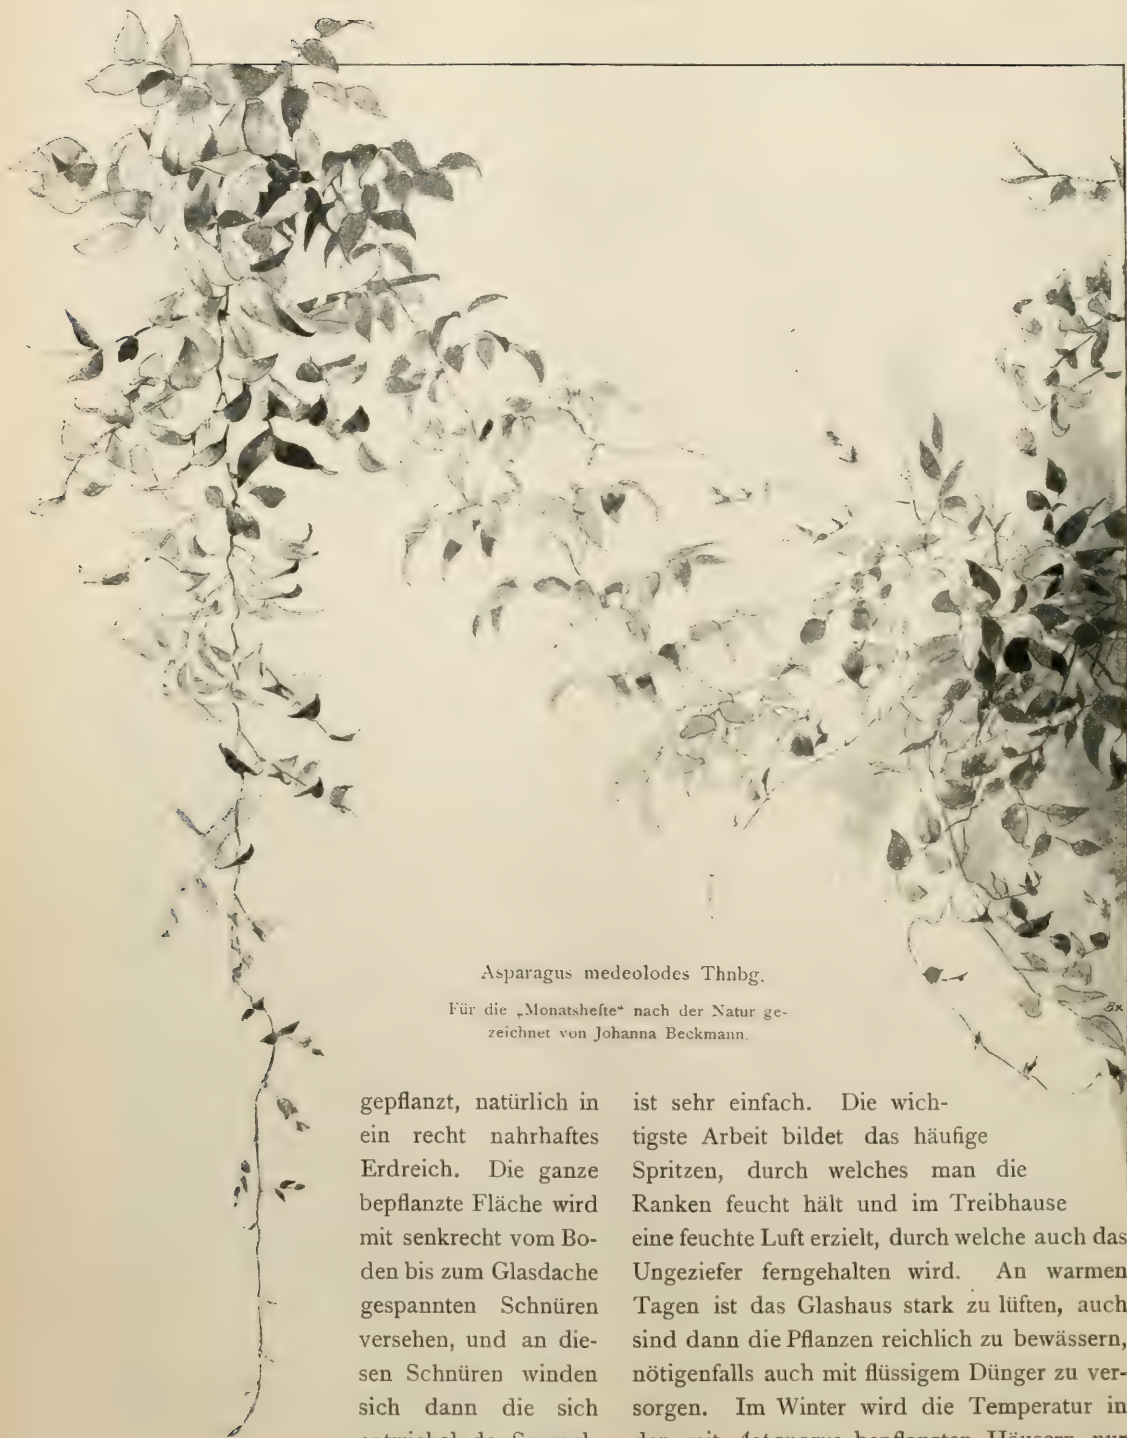 Asparagus medeolodes Thnbg.
Für die „Monatshefte“ nach der Natur ge-
zeichnet von Johanna Beckmann.
gepflanzt, natürlich in
ein recht nahrhaftes
Erdreich. Die ganze
bepflanzte Fläche wird
mit senkrecht vom Bo-
den bis zum Glasdache
gespannten Schnüren
versehen, und an die-
sen Schnüren winden
sich dann die sich
ist sehr einfach. Die wich-
tigste Arbeit bildet das häufige
Spritzen, durch welches man die
Ranken feucht hält und im Treibhause
eine feuchte Luft erzielt, durch welche auch das
Ungeziefer ferngehalten wird. An warmen
Tagen ist das Glashaus stark zu lüften, auch
sind dann die Pflanzen reichlich zu bewässern,
nötigenfalls auch mit flüssigem Dünger zu ver-
sorgen. Im Winter wird die Temperatur in